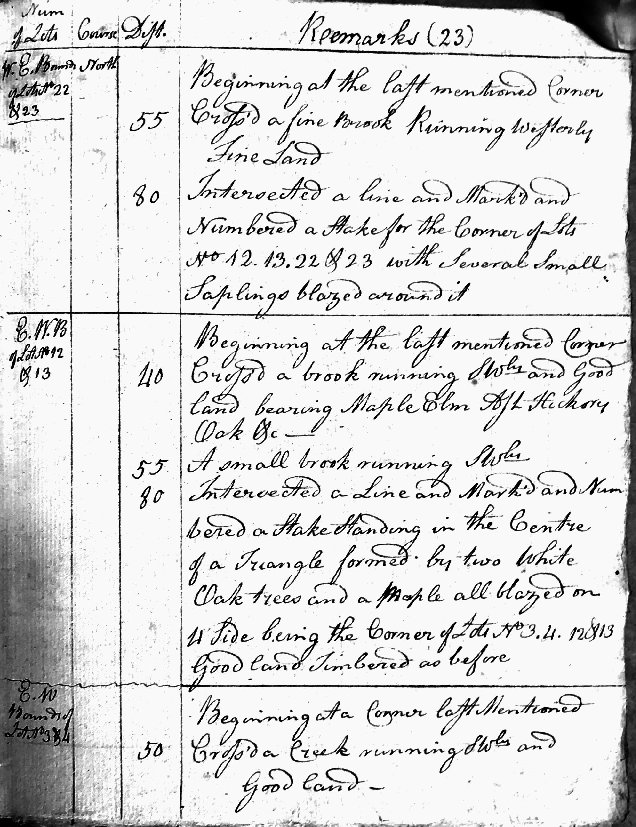 Num
of Lots Course Dist. Reemarks (23)
W. E. Bounds North
of Lots No 22
& 23
Beginning at the last mentioned Corner
55 Cross'd a fine Brook Running Westerly
Fine Land
80 Intersected a line and Mark'd and
Numbered a Stake for the Corner of Lots
No 12. 13. 22 & 23 with Several Small
Saplings blazed around it
E. W. B
of Lots No 12
& 13
Beginning at the last mentioned Corner
40 Cross'd a brook running SWly and Good
land bearing Maple Elm Ash Hickory
Oak &c —
55 A small brook running SWly
80 Intersected a Line and Mark'd and Num
bered a Stake Standing in the Centre
of a Triangle formed by two White
Oak trees and a Maple all blazed on
4 Side being the Corner of Lots No 3. 4. 12 & 13
Good land Timbered as before
E. W
Bounds of
Lots No 3 & 4
Beginning at a Corner last Mentioned
50 Cross'd a Creek running SWly and
Good land —